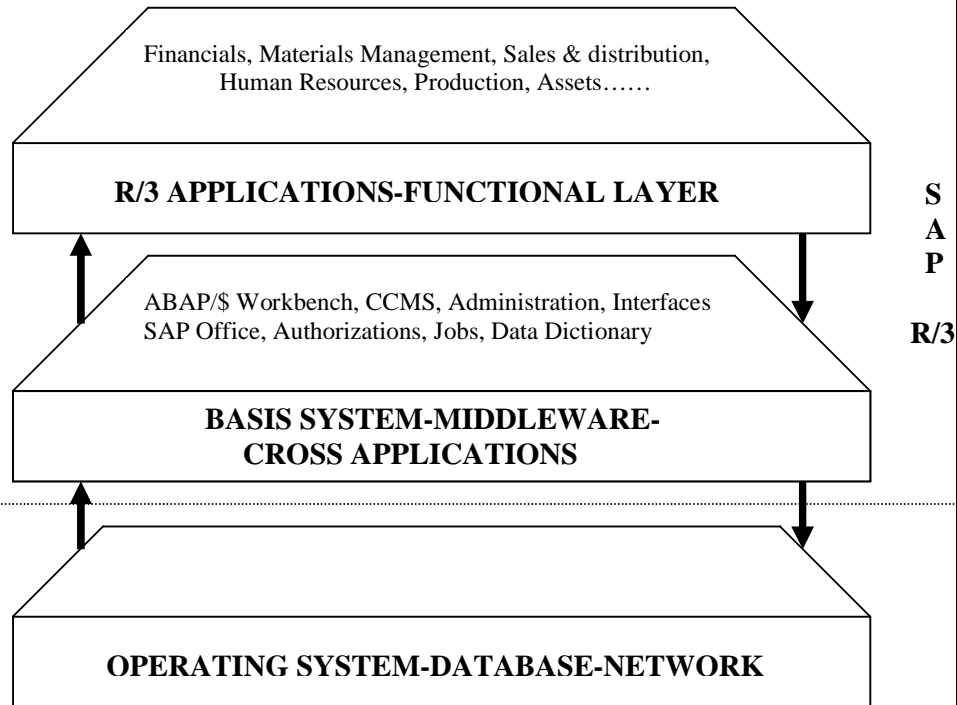 Financials, Materials Management, Sales & distribution,
Human Resources, Production, Assets……
R/3 APPLICATIONS-FUNCTIONAL LAYER
S
A
P
R/3
ABAP/$ Workbench, CCMS, Administration, Interfaces
SAP Office, Authorizations, Jobs, Data Dictionary
BASIS SYSTEM-MIDDLEWARE-
CROSS APPLICATIONS
OPERATING SYSTEM-DATABASE-NETWORK